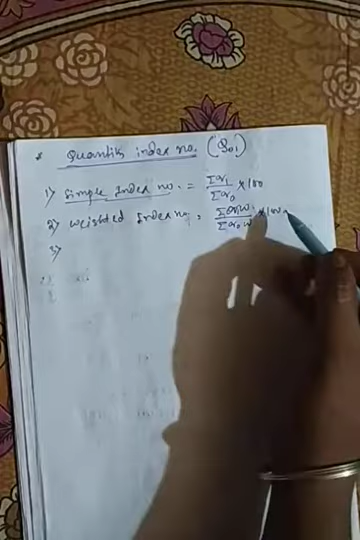 * Quantity index no. (Q01)
1) Simple Index no. = Σq1 / Σq0 × 100
2) Weighted Index no, Σq1w / Σq0w × 100
3)